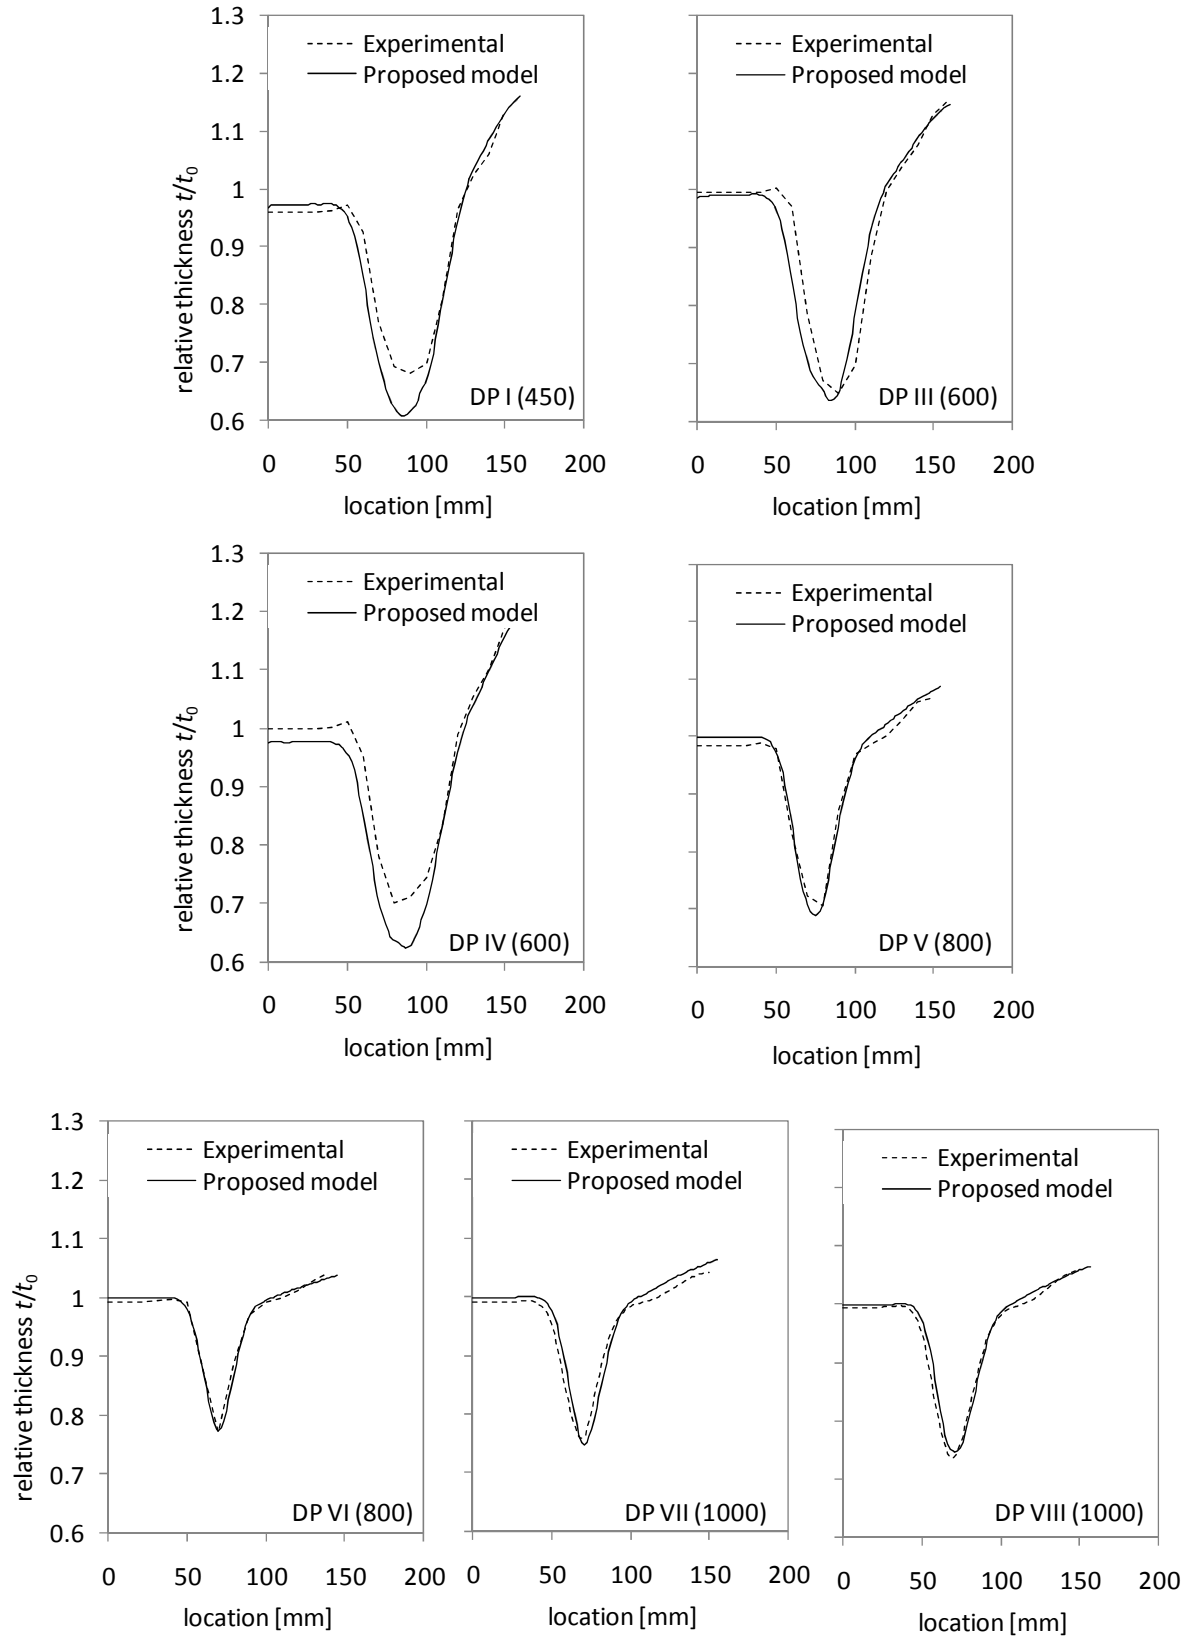 1.3
1.2
1.1
1
0.9
0.8
0.7
0.6
relative thickness t/t0
Experimental
Proposed model
DP I (450)
0 50 100 150 200
location [mm]
Experimental
Proposed model
DP III (600)
0 50 100 150 200
location [mm]
1.3
1.2
1.1
1
0.9
0.8
0.7
0.6
relative thickness t/t0
Experimental
Proposed model
DP IV (600)
0 50 100 150 200
location [mm]
Experimental
Proposed model
DP V (800)
0 50 100 150 200
location [mm]
1.3
1.2
1.1
1
0.9
0.8
0.7
0.6
relative thickness t/t0
Experimental
Proposed model
DP VI (800)
0 50 100 150 200
location [mm]
Experimental
Proposed model
DP VII (1000)
0 50 100 150 200
location [mm]
Experimental
Proposed model
DP VIII (1000)
0 50 100 150 200
location [mm]